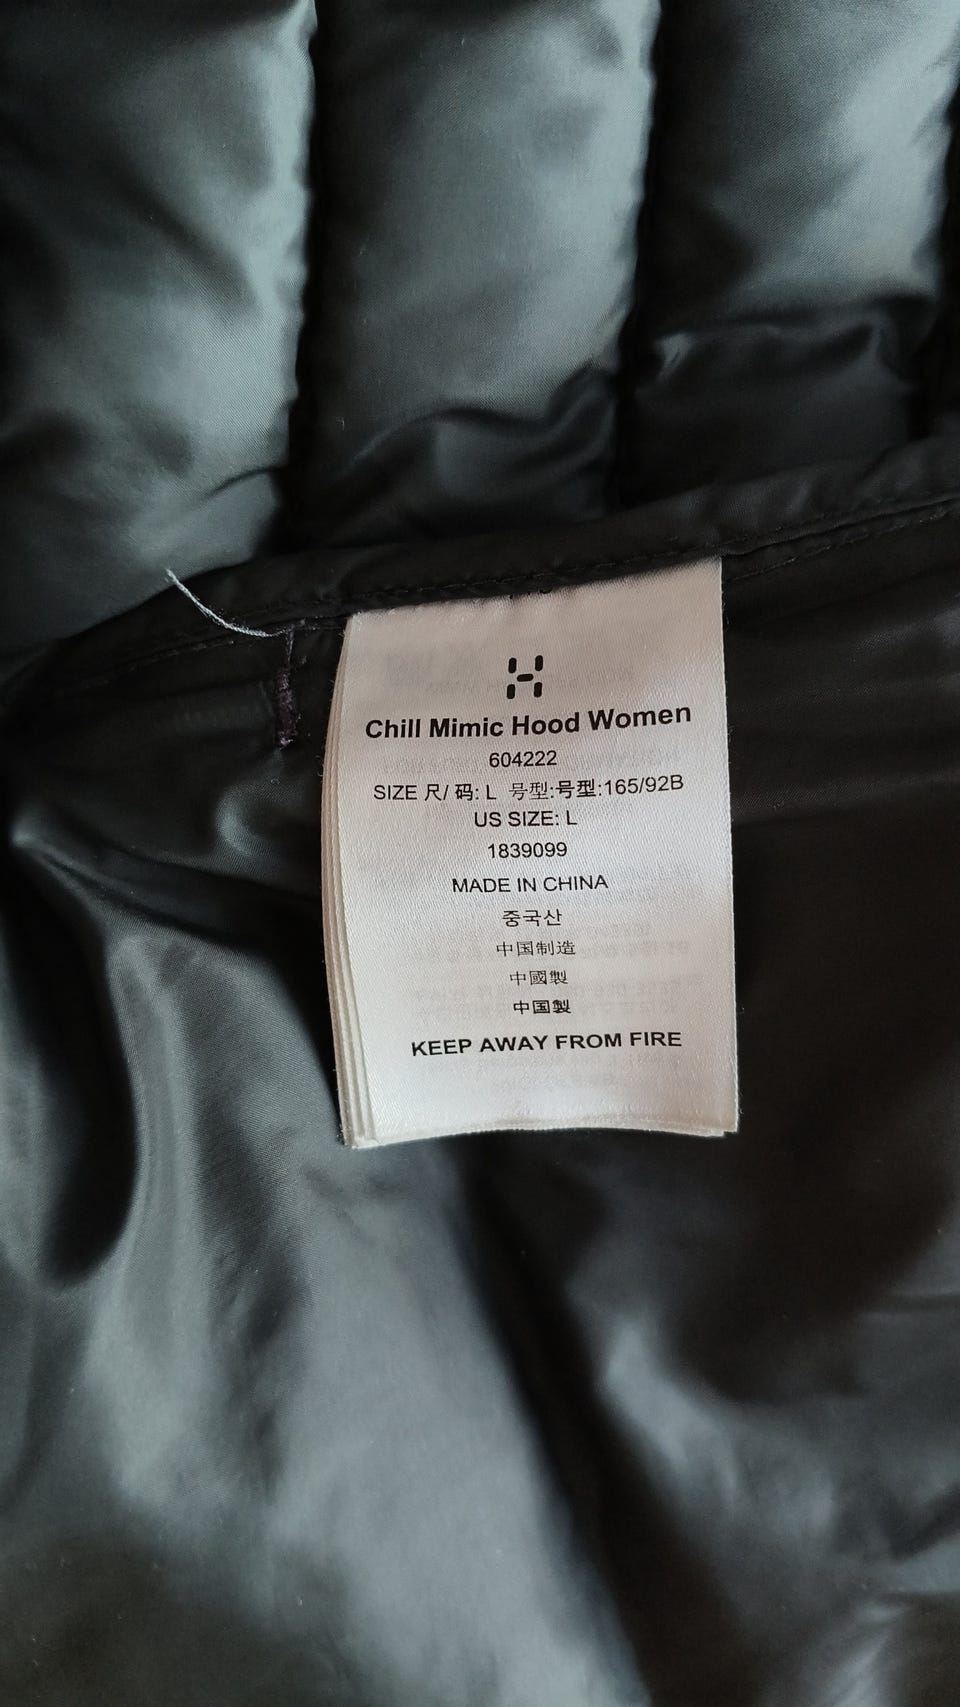 Chill Mimic Hood Women
604222
SIZE 尺/ 码: L 号型:号型:165/92B
US SIZE: L
1839099
MADE IN CHINA
중국산
中国制造
中國製
中国製
KEEP AWAY FROM FIRE